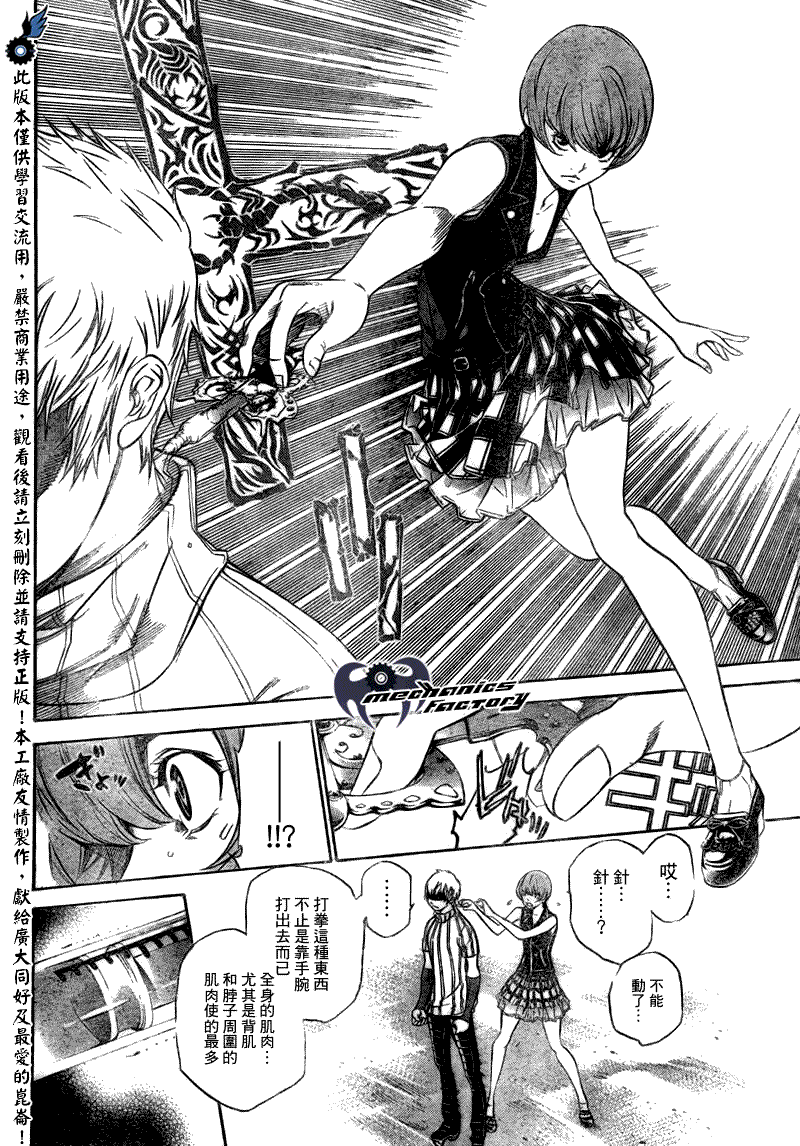 此版本僅供學習交流用，嚴禁商業用途，觀看後請立刻刪除並請支持正版！本工廠友情製作，獻給廣大同好及最愛的崑崙！
mechanics
factory
ぎょッ
!!?
哎…
針…
針……?
不能
動了…
……
打拳這種東西
不止是靠手腕
打出去而已
全身的肌肉…
尤其是背肌
和脖子周圍的
肌肉使的最多